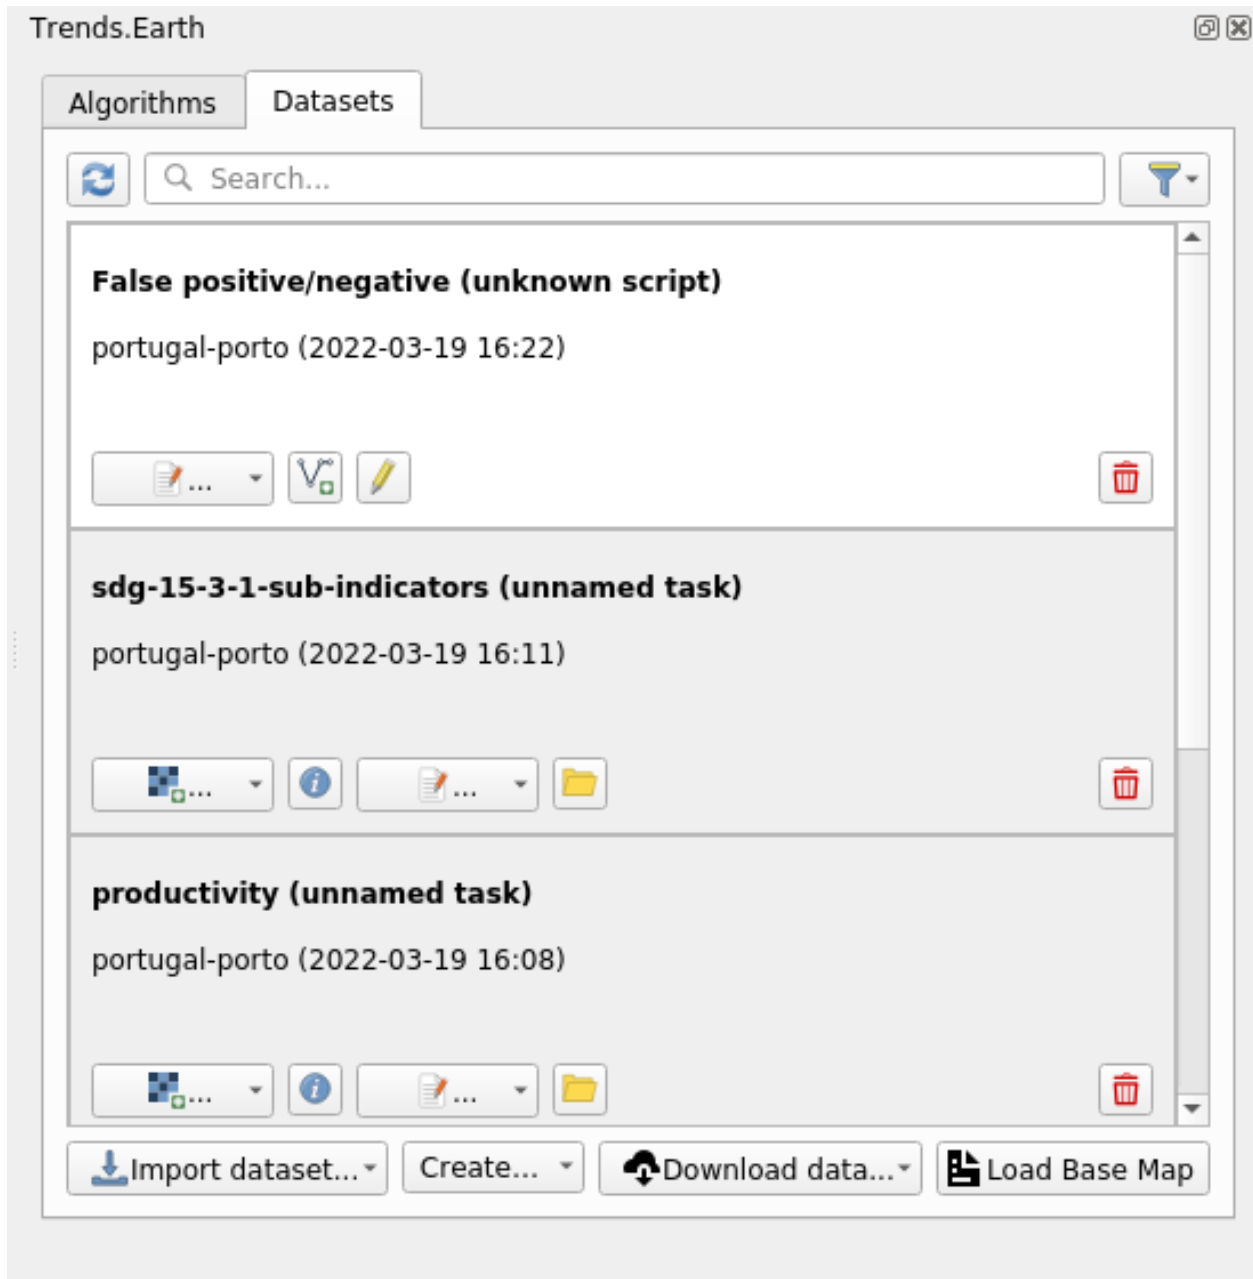 Trends.Earth
Algorithms
Datasets
Search...
False positive/negative (unknown script)
portugal-porto (2022-03-19 16:22)
...
sdg-15-3-1-sub-indicators (unnamed task)
portugal-porto (2022-03-19 16:11)
... ...
productivity (unnamed task)
portugal-porto (2022-03-19 16:08)
... ...
Import dataset... Create... Download data... Load Base Map